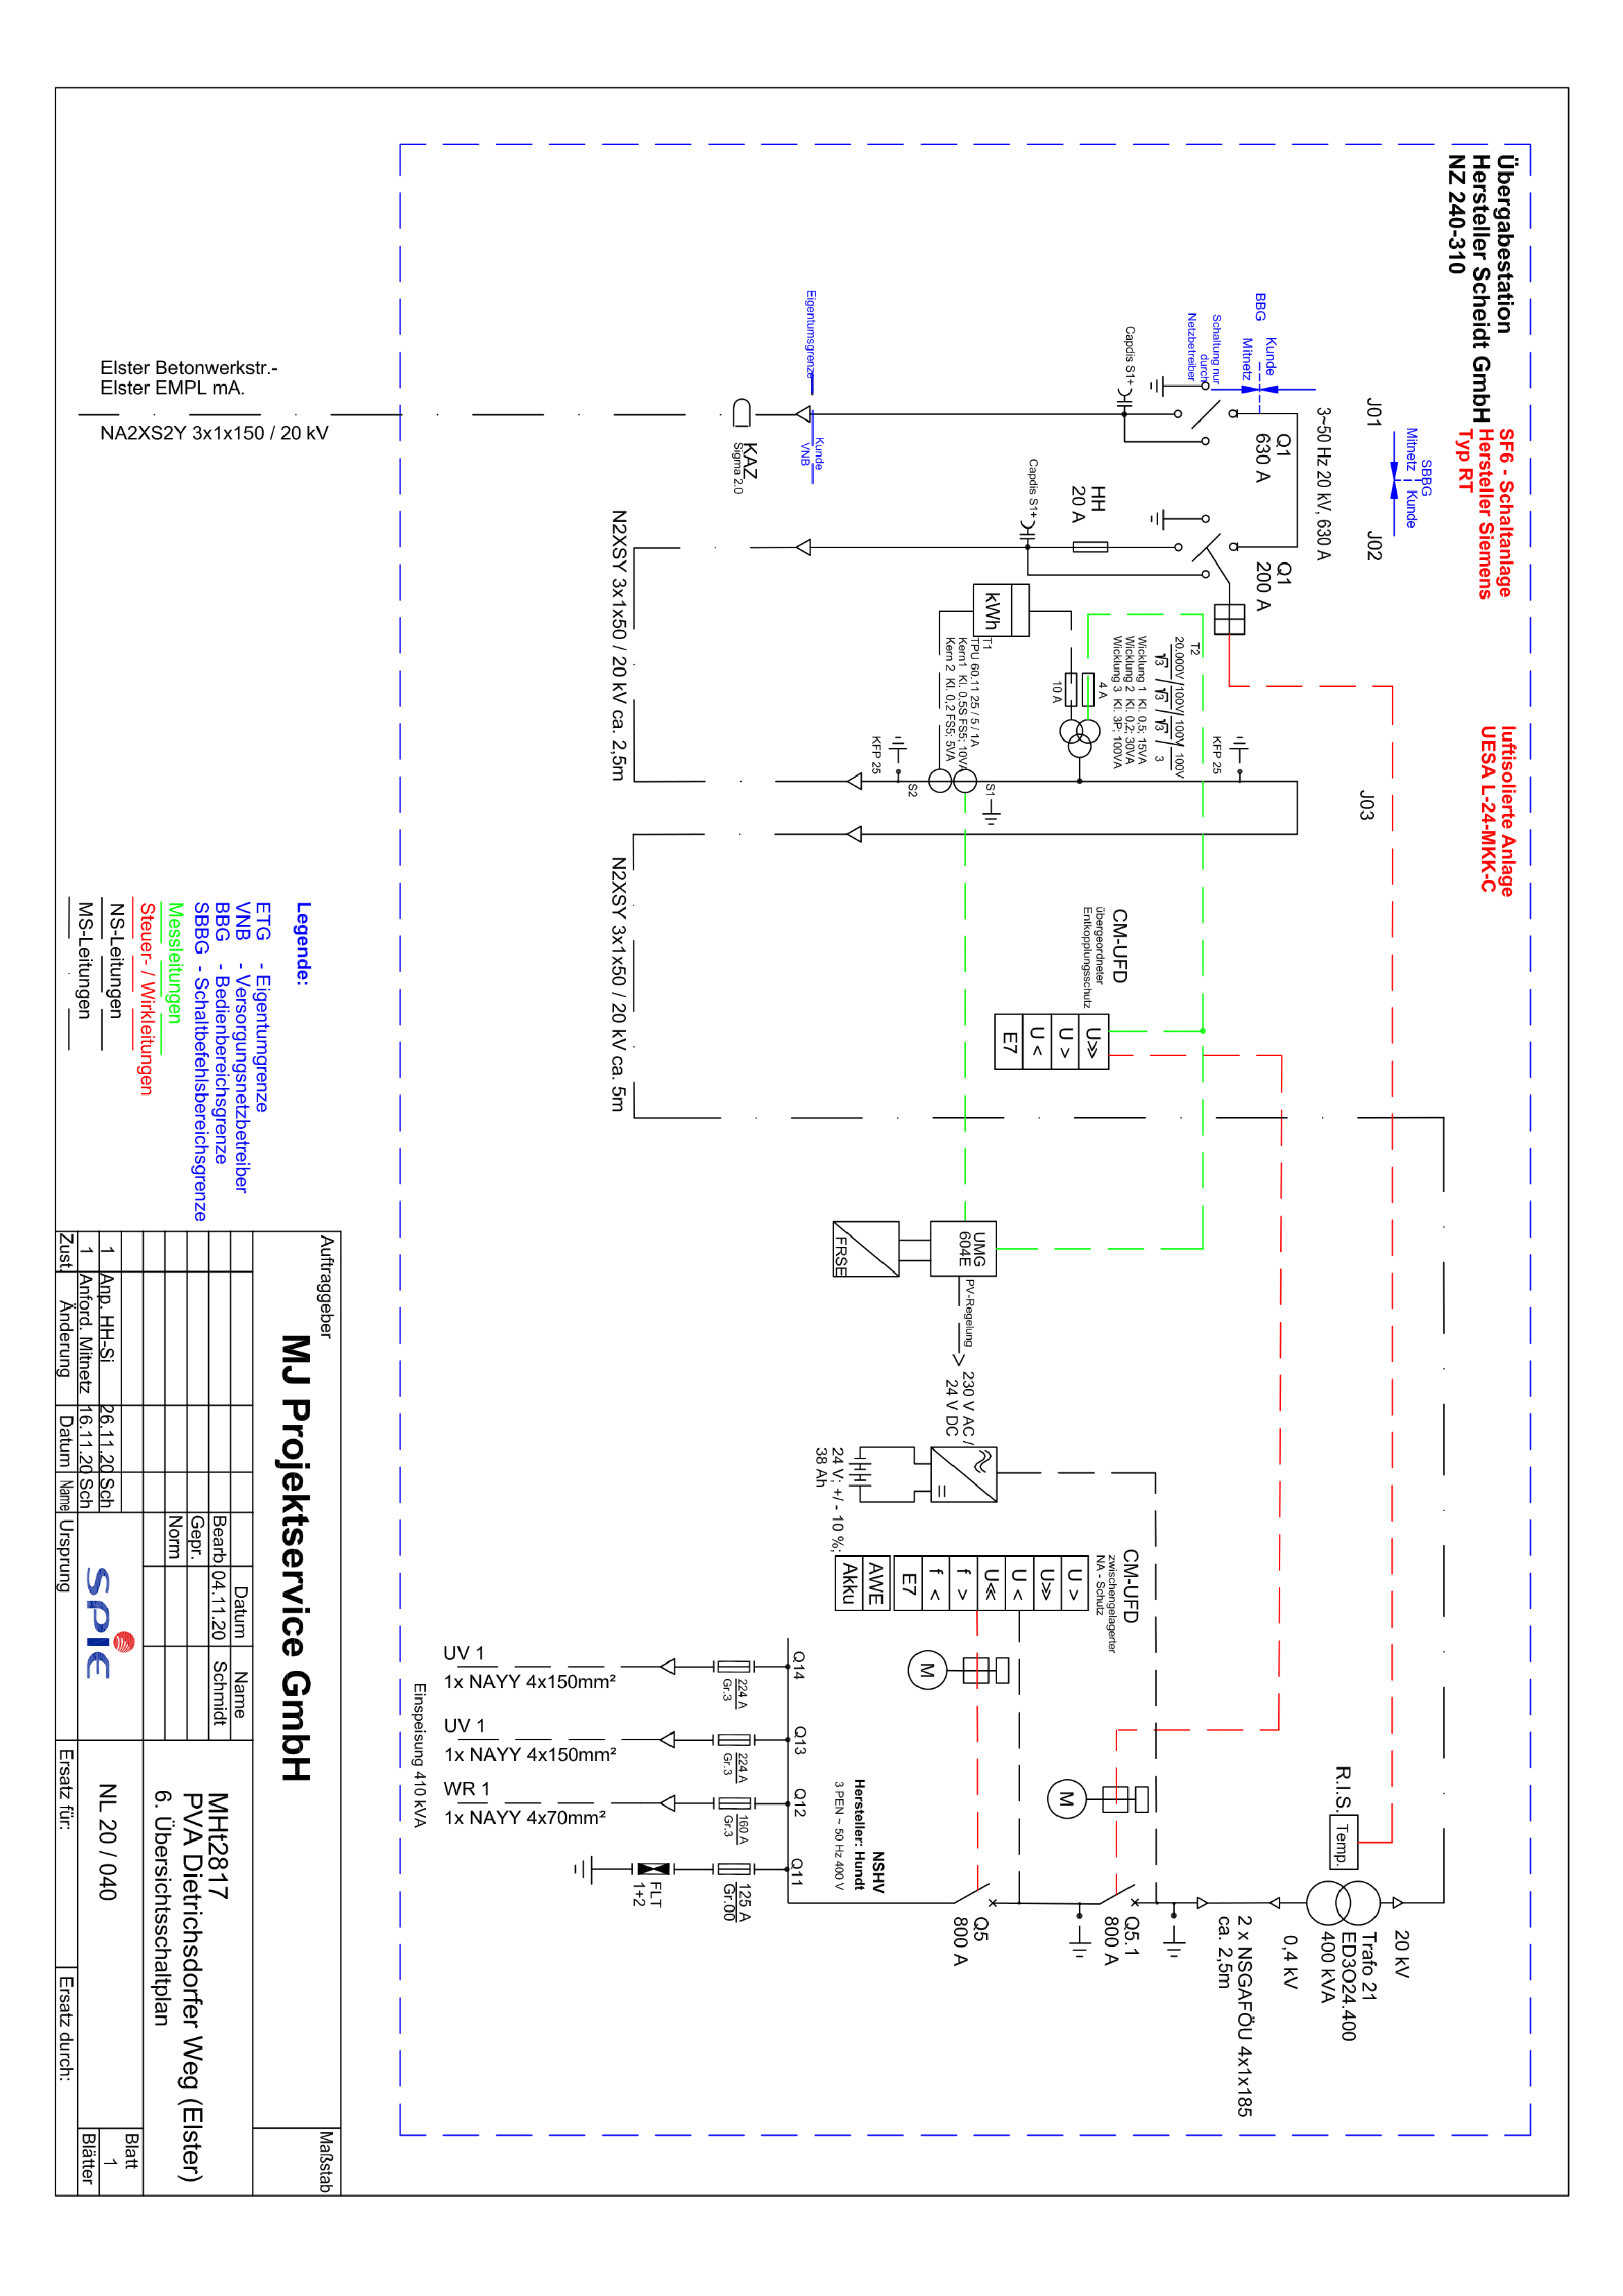 Übergabestation
Hersteller Scheidt GmbH
NZ 240-310
SF6 - Schaltanlage
Hersteller Siemens
Typ RT
luftisolierte Anlage
UESA L-24-MKK-C
SBBG
Mitnetz
Kunde
J01
J02
J03
3~50 Hz 20 kV, 630 A
BBG
Kunde
Mitnetz
Schaltung nur
durch
Netzbetreiber
Q1
630 A
Q1
200 A
Capdis S1+
HH
20 A
Capdis S1+
Eigentumsgrenze
Kunde
VNB
KAZ
Sigma 2.0
Elster Betonwerkstr.-
Elster EMPL mA.
NA2XS2Y 3x1x150 / 20 kV
kWh
T2
20.000V /100V/ 100V/ 100V
√3 / √3 / √3 / 3
Wicklung 1 Kl. 0,5; 15VA
Wicklung 2 Kl. 0,2; 30VA
Wicklung 3 Kl. 3P; 100VA
4 A
10 A
T1
TPU 60.11 25 / 5 / 1A
Kern1 Kl. 0,5S FS5; 10VA
Kern 2 Kl. 0,2 FS5; 5VA
KFP 25
KFP 25
S1
S2
N2XSY 3x1x50 / 20 kV ca. 2.5m
N2XSY 3x1x50 / 20 kV ca. 5m
CM-UFD
übergeordneter
Entkopplungsschutz
U>>
U >
U <
E7
UMG
604E
FRSE
PV-Regelung
230 V AC /
24 V DC
24 V; +/ - 10 %;
38 Ah
CM-UFD
zwischengelagerter
NA - Schutz
U >
U>>
U <
U<<
f >
f <
E7
AWE
Akku
M
M
R.I.S.
Temp.
20 kV
Trafo 21
ED3O24.400
400 kVA
0,4 kV
2 x NSGAFÖU 4x1x185
ca. 2,5m
Q5.1
800 A
Q5
800 A
NSHV
Hersteller: Hundt
3 PEN ~ 50 Hz 400 V
Q14
Q13
Q12
Q11
224 A
Gr.3
224 A
Gr.3
160 A
Gr.3
125 A
Gr.00
FLT
1+2
UV 1
1x NAYY 4x150mm²
UV 1
1x NAYY 4x150mm²
WR 1
1x NAYY 4x70mm²
Einspeisung 410 kVA
Legende:
ETG - Eigentumgrenze
VNB - Versorgungsnetzbetreiber
BBG - Bedienbereichsgrenze
SBBG - Schaltbefehlsbereichsgrenze
Messleitungen
Steuer- / Wirkleitungen
NS-Leitungen
MS-Leitungen
Auftraggeber
MJ Projektservice GmbH
Maßstab
Datum
Name
Bearb.
04.11.20
Schmidt
Gepr.
Norm
1 Anp. HH-Si 26.11.20 Sch
1 Anford. Mitnetz 16.11.20 Sch
Zust. Änderung Datum Name Ursprung
SPIE
MHt2817
PVA Dietrichsdorfer Weg (Elster)
6. Übersichtsschaltplan
NL 20 / 040
Blatt
1
Blätter
Ersatz für:
Ersatz durch: